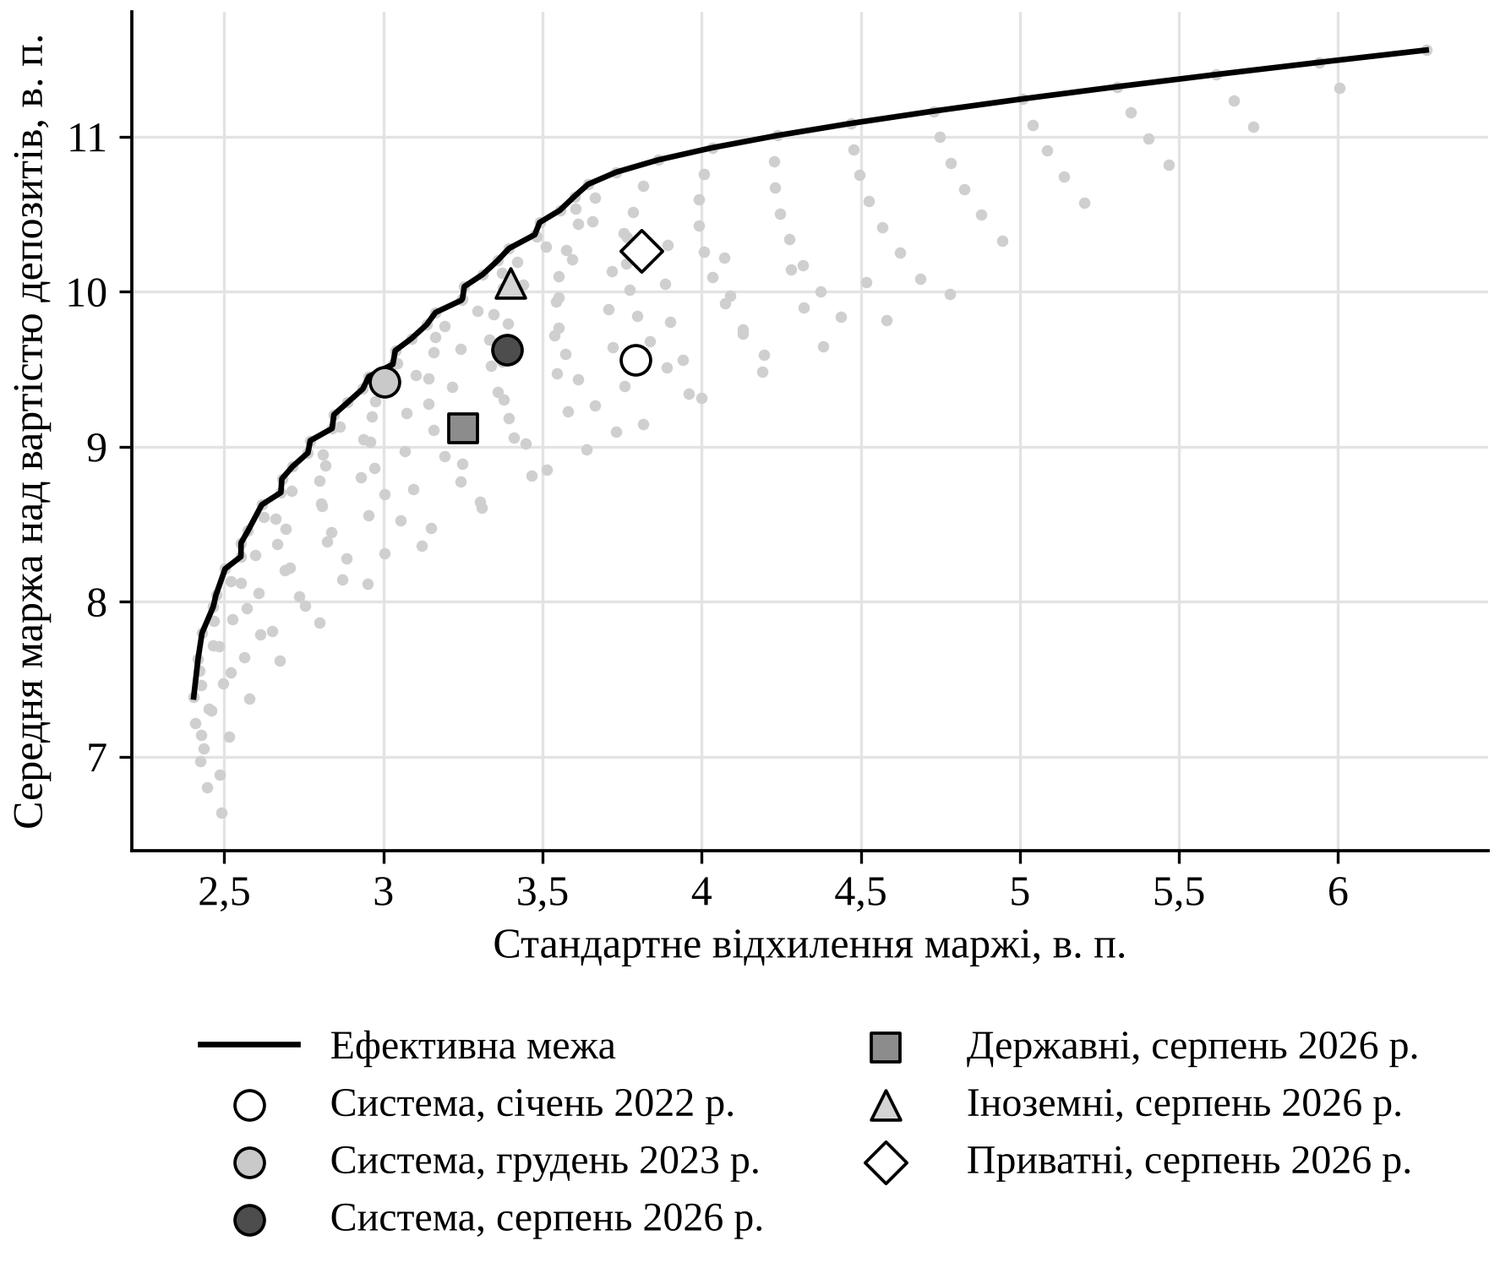 Середня маржа над вартістю депозитів, в. п.
11
10
9
8
7
2,5 3 3,5 4 4,5 5 5,5 6
Стандартне відхилення маржі, в. п.
Ефективна межа
Система, січень 2022 р.
Система, грудень 2023 р.
Система, серпень 2026 р.
Державні, серпень 2026 р.
Іноземні, серпень 2026 р.
Приватні, серпень 2026 р.